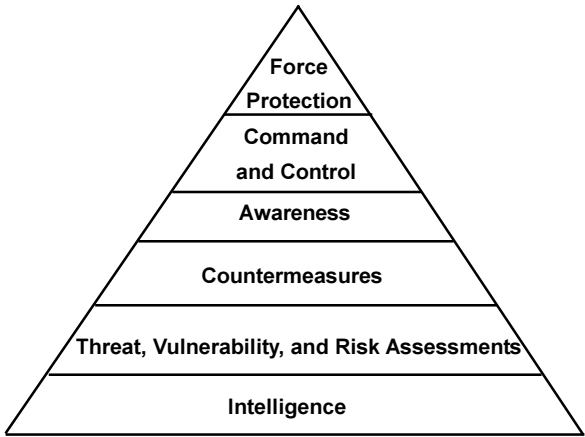 Force
Protection
Command
and Control
Awareness
Countermeasures
Threat, Vulnerability, and Risk Assessments
Intelligence